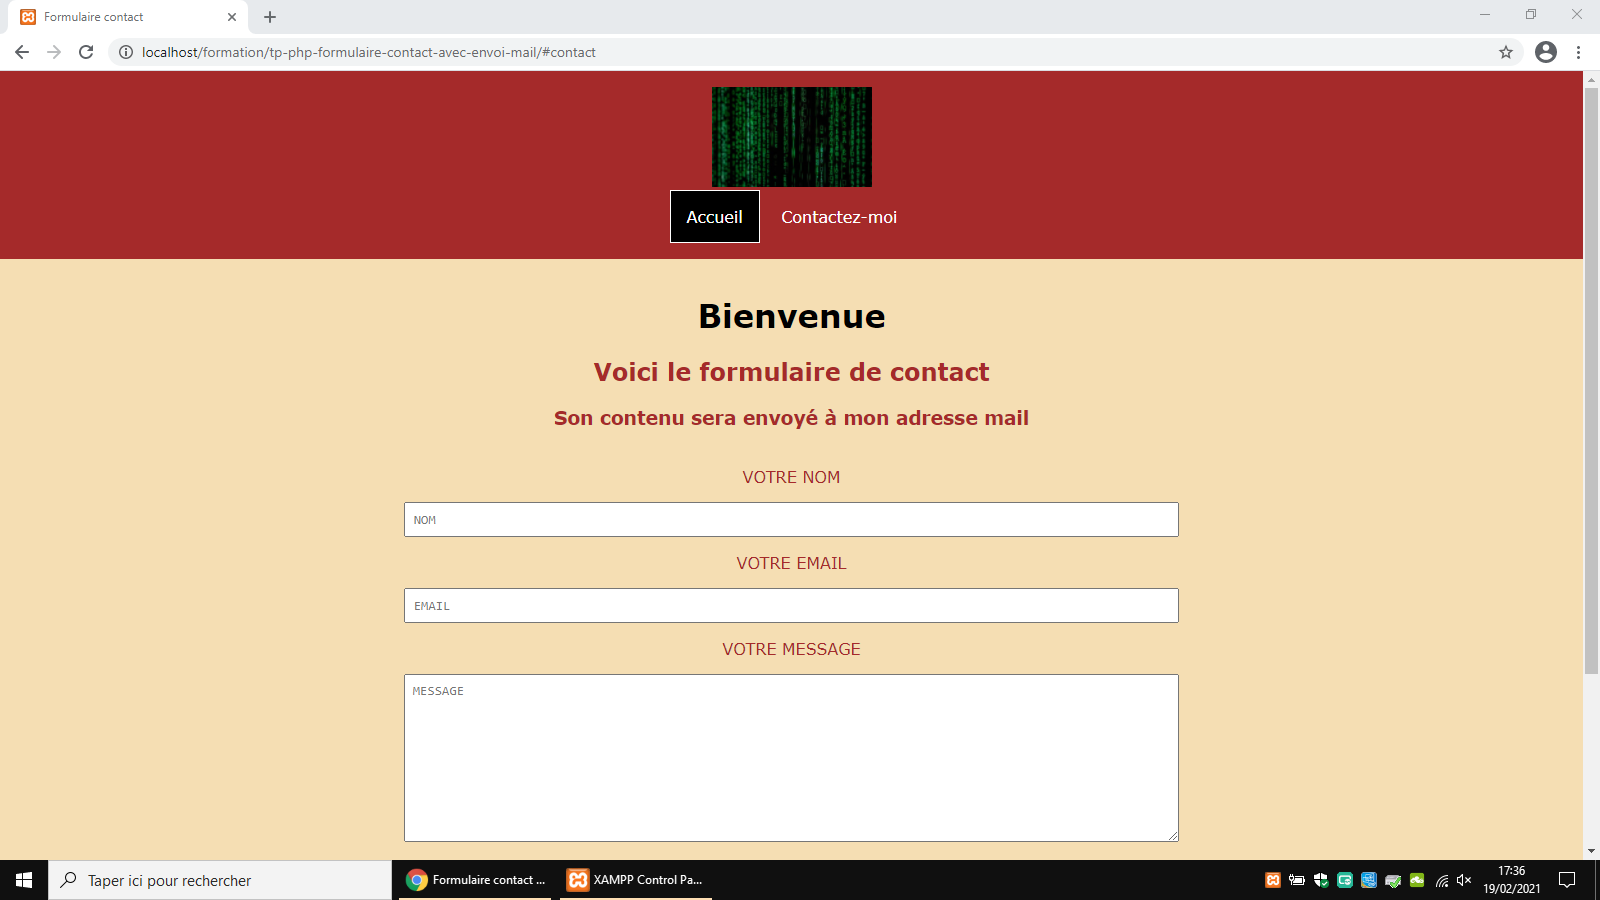 Formulaire contact
localhost/formation/tp-php-formulaire-contact-avec-envoi-mail/#contact
Accueil
Contactez-moi
Bienvenue
Voici le formulaire de contact
Son contenu sera envoyé à mon adresse mail
VOTRE NOM
NOM
VOTRE EMAIL
EMAIL
VOTRE MESSAGE
MESSAGE
Taper ici pour rechercher
Formulaire contact ...
XAMPP Control Pa...
17:36
19/02/2021